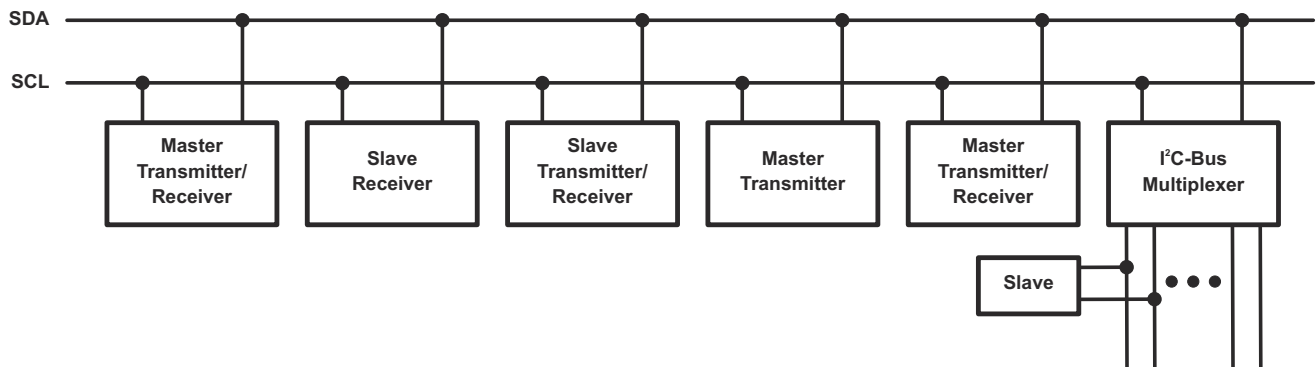 SDA
SCL
Master
Transmitter/
Receiver
Slave
Receiver
Slave
Transmitter/
Receiver
Master
Transmitter
Master
Transmitter/
Receiver
I²C-Bus
Multiplexer
Slave